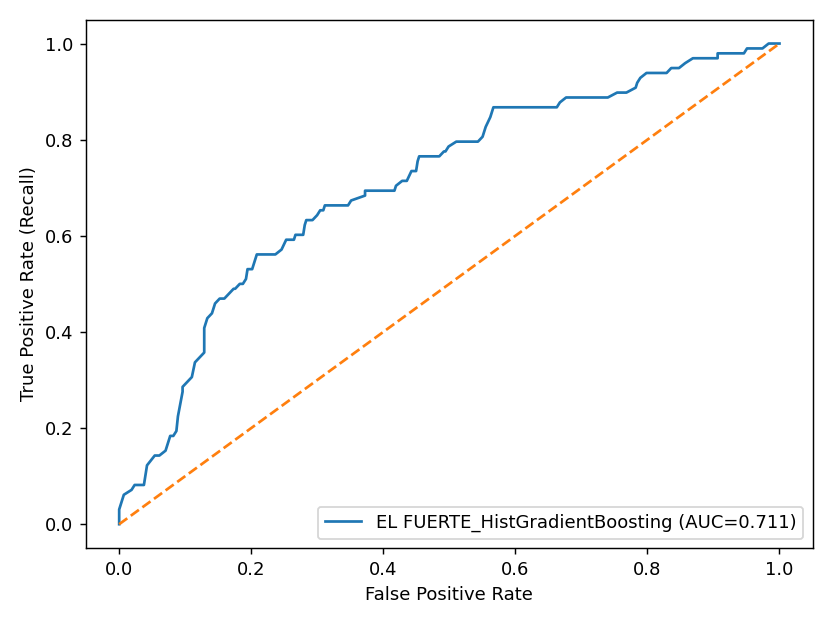 1.0
0.8
0.6
0.4
0.2
0.0
True Positive Rate (Recall)
EL FUERTE_HistGradientBoosting (AUC=0.711)
0.0 0.2 0.4 0.6 0.8 1.0
False Positive Rate